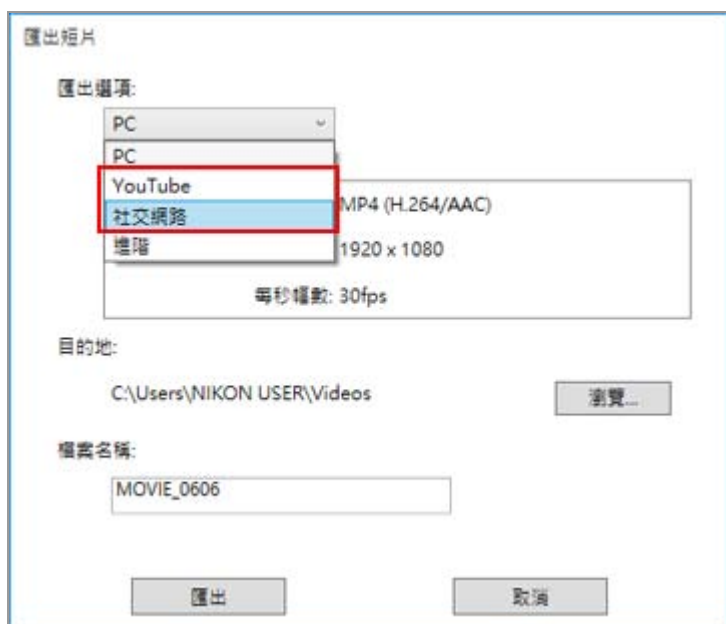 匯出短片
匯出選項:
PC
PC
YouTube
社交網路
進階
MP4 (H.264/AAC)
1920 x 1080
每秒幅數: 30fps
目的地:
C:\Users\NIKON USER\Videos
瀏覽...
檔案名稱:
MOVIE_0606
匯出
取消